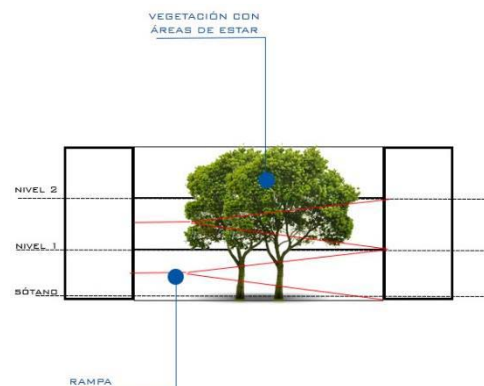 VEGETACIÓN CON
ÁREAS DE ESTAR
NIVEL 2
NIVEL 1
SÓTANO
RAMPA